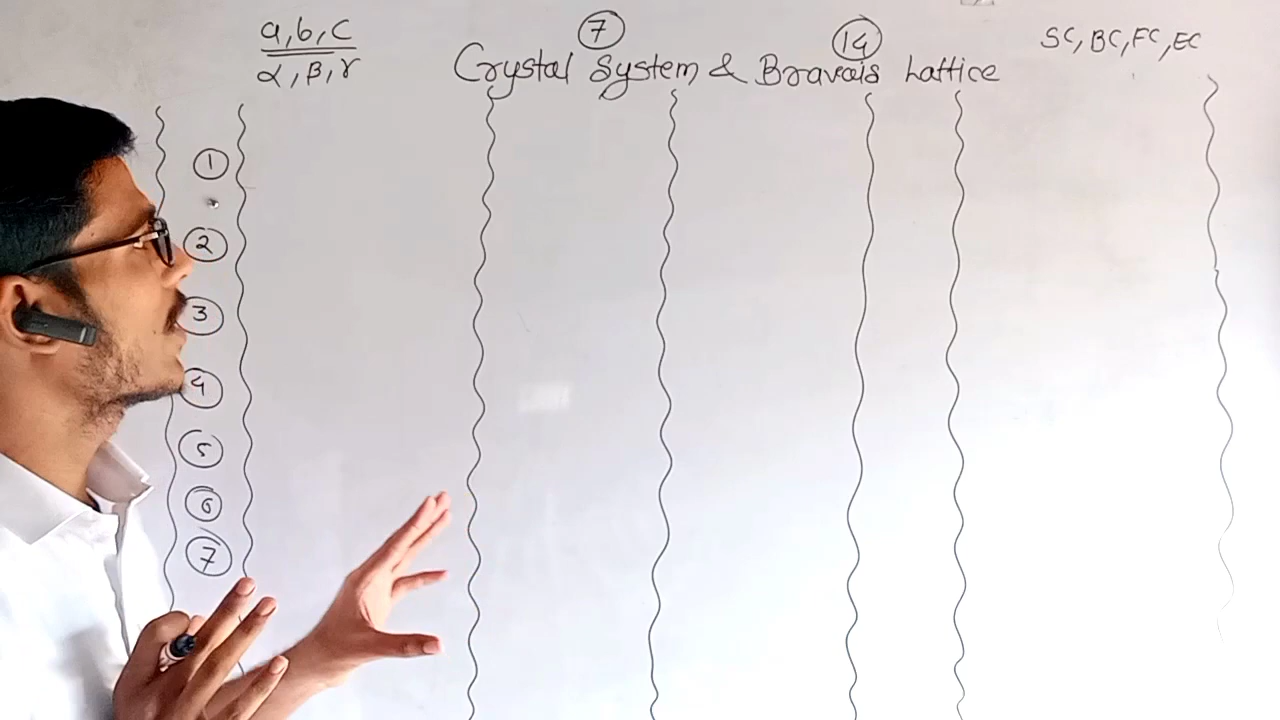 a, b, c
α, β, γ
7
14
Crystal System & Bravais Lattice
SC, BC, FC, EC
1
2
3
4
5
6
7